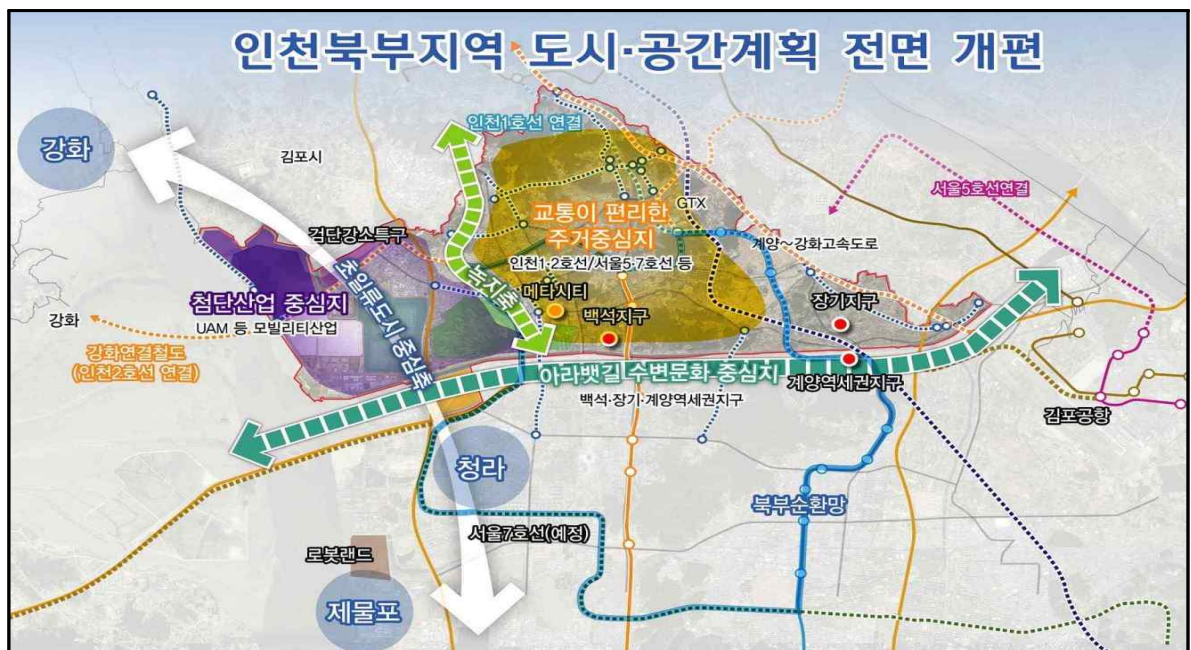 인천북부지역 도시·공간계획 전면 개편
인천1호선 연결
강화
김포시
서울5호선연결
GTX
교통이 편리한
주거중심지
인천1·2호선/서울5·7호선 등
검단강소특구
계양~강화고속도로
초일류도시중심축
녹지축
메타시티
첨단산업 중심지
UAM 등 모빌리티산업
백석지구
장기지구
강화
강화연결철도
(인천2호선 연결)
아라뱃길 수변문화 중심지
백석·장기·계양역세권지구
계양역세권지구
김포공항
청라
북부순환망
서울7호선(예정)
로봇랜드
제물포